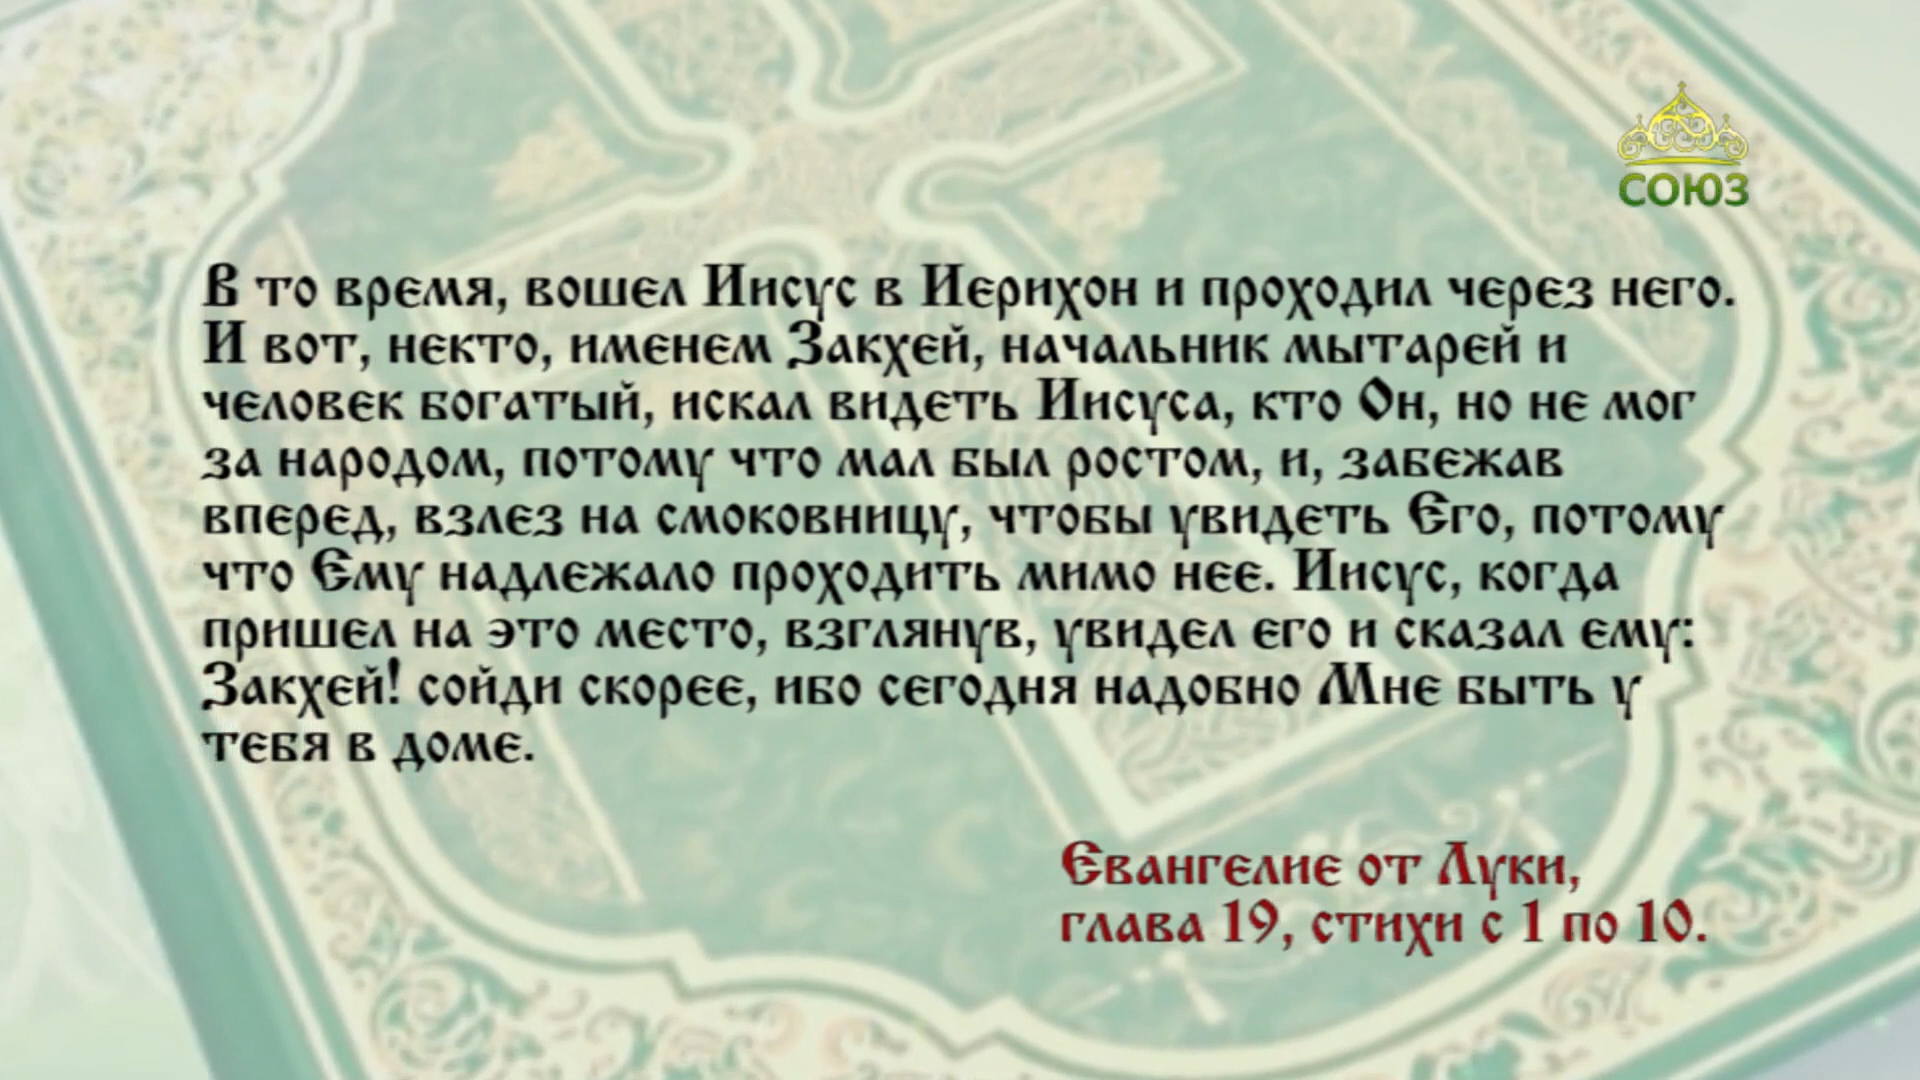 СОЮЗ
В то время, вошел Иисус в Иерихон и проходил через него.
И вот, некто, именем Закхей, начальник мытарей и
человек богатый, искал видеть Иисуса, кто Он, но не мог
за народом, потому что мал был ростом, и, забежав
вперед, взлез на смоковницу, чтобы увидеть Его, потому
что Ему надлежало проходить мимо нее. Иисус, когда
пришел на это место, взглянув, увидел его и сказал ему:
Закхей! сойди скорее, ибо сегодня надобно Мне быть у
тебя в доме.
Евангелие от Луки,
глава 19, стихи с 1 по 10.